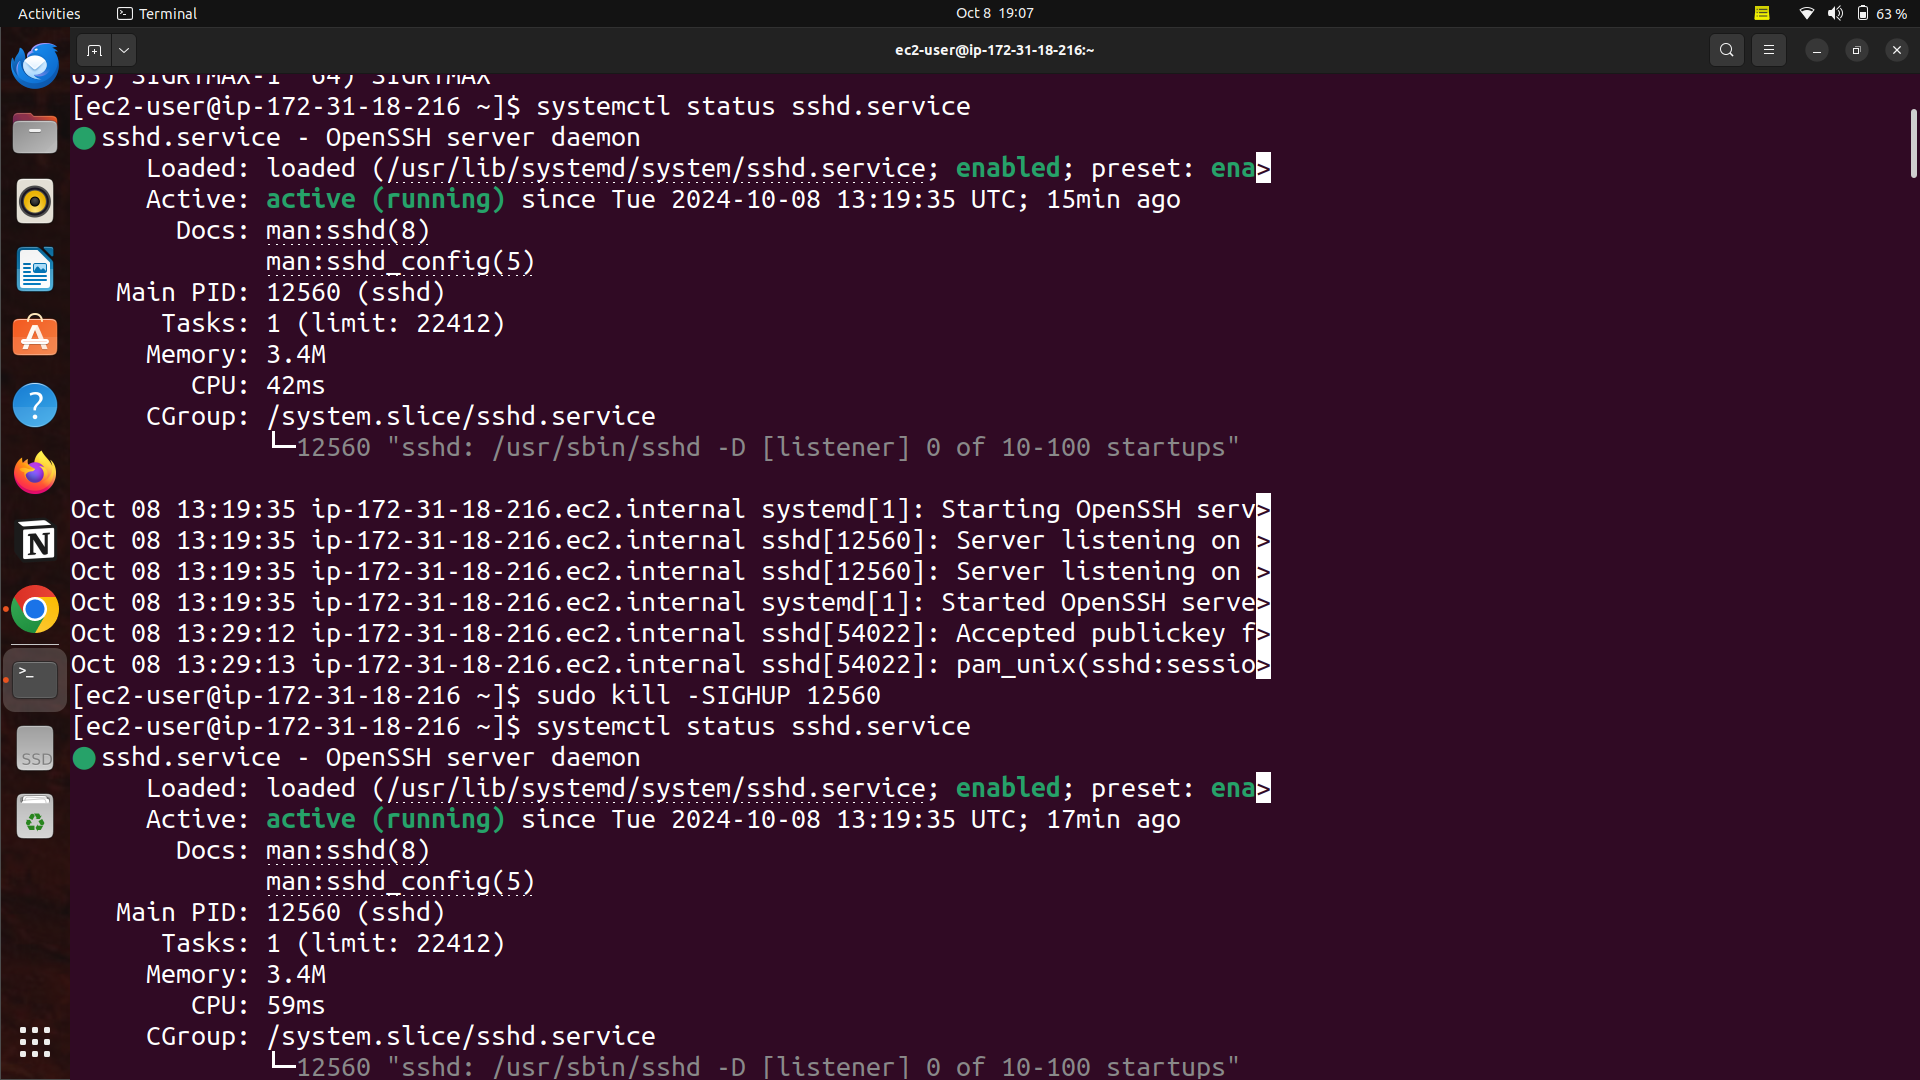 Activities
Terminal
Oct 8 19:07
63 %
ec2-user@ip-172-31-18-216:~
63) SIGRTMAX-1 64) SIGRTMAX
[ec2-user@ip-172-31-18-216 ~]$ systemctl status sshd.service
sshd.service - OpenSSH server daemon
Loaded: loaded (/usr/lib/systemd/system/sshd.service; enabled; preset: ena>
Active: active (running) since Tue 2024-10-08 13:19:35 UTC; 15min ago
Docs: man:sshd(8)
man:sshd_config(5)
Main PID: 12560 (sshd)
Tasks: 1 (limit: 22412)
Memory: 3.4M
CPU: 42ms
CGroup: /system.slice/sshd.service
└─12560 "sshd: /usr/sbin/sshd -D [listener] 0 of 10-100 startups"
Oct 08 13:19:35 ip-172-31-18-216.ec2.internal systemd[1]: Starting OpenSSH serv>
Oct 08 13:19:35 ip-172-31-18-216.ec2.internal sshd[12560]: Server listening on >
Oct 08 13:19:35 ip-172-31-18-216.ec2.internal sshd[12560]: Server listening on >
Oct 08 13:19:35 ip-172-31-18-216.ec2.internal systemd[1]: Started OpenSSH serve>
Oct 08 13:29:12 ip-172-31-18-216.ec2.internal sshd[54022]: Accepted publickey f>
Oct 08 13:29:13 ip-172-31-18-216.ec2.internal sshd[54022]: pam_unix(sshd:sessio>
[ec2-user@ip-172-31-18-216 ~]$ sudo kill -SIGHUP 12560
[ec2-user@ip-172-31-18-216 ~]$ systemctl status sshd.service
sshd.service - OpenSSH server daemon
Loaded: loaded (/usr/lib/systemd/system/sshd.service; enabled; preset: ena>
Active: active (running) since Tue 2024-10-08 13:19:35 UTC; 17min ago
Docs: man:sshd(8)
man:sshd_config(5)
Main PID: 12560 (sshd)
Tasks: 1 (limit: 22412)
Memory: 3.4M
CPU: 59ms
CGroup: /system.slice/sshd.service
└─12560 "sshd: /usr/sbin/sshd -D [listener] 0 of 10-100 startups"
SSD